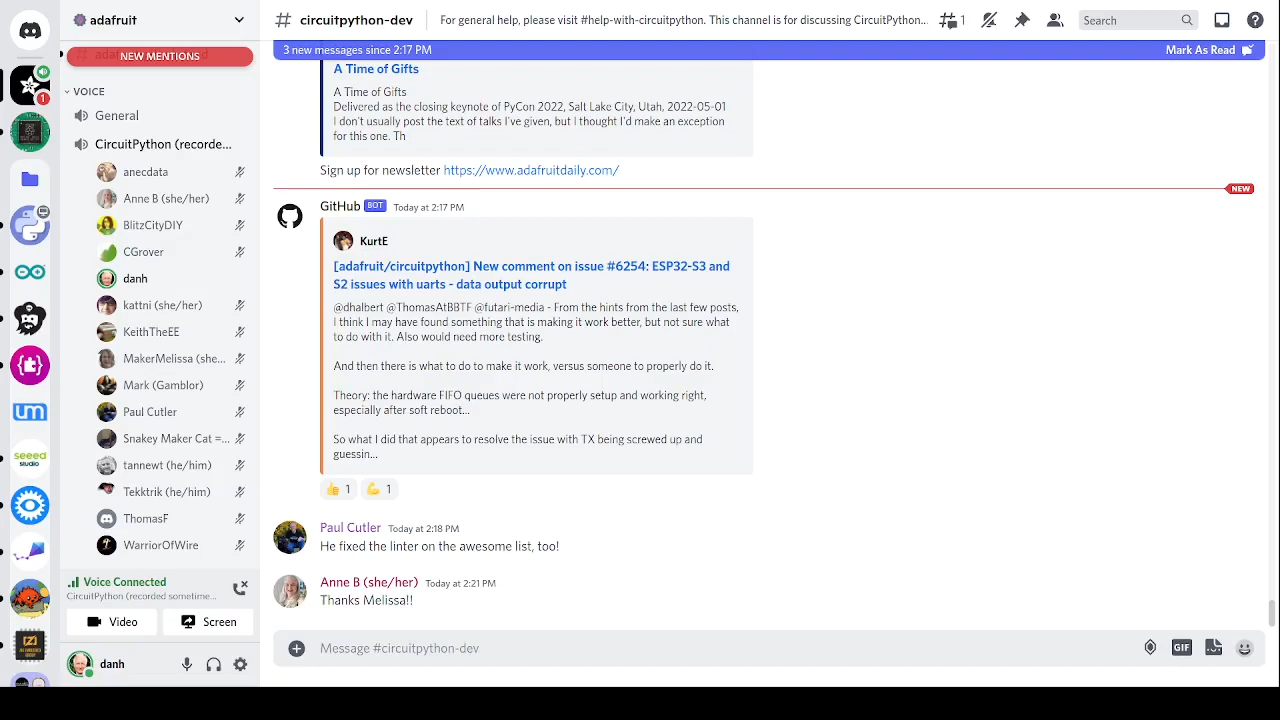 adafruit
# circuitpython-dev
For general help, please visit #help-with-circuitpython. This channel is for discussing CircuitPython...
1
Search
NEW MENTIONS
VOICE
General
CircuitPython (recorde...
anecdata
Anne B (she/her)
BlitzCityDIY
CGrover
danh
kattni (she/her)
KeithTheEE
MakerMelissa (she...
Mark (Gamblor)
Paul Cutler
Snakey Maker Cat =...
tannewt (he/him)
Tekktrik (he/him)
ThomasF
WarriorOfWire
Voice Connected
CircuitPython (recorded sometime...
Video
Screen
danh
1
um
seeed
studio
3 new messages since 2:17 PM
Mark As Read
A Time of Gifts
A Time of Gifts
Delivered as the closing keynote of PyCon 2022, Salt Lake City, Utah, 2022-05-01
I don't usually post the text of talks I've given, but I thought I'd make an exception
for this one. Th
Sign up for newsletter https://www.adafruitdaily.com/
NEW
GitHub BOT Today at 2:17 PM
KurtE
[adafruit/circuitpython] New comment on issue #6254: ESP32-S3 and
S2 issues with uarts - data output corrupt
@dhalbert @ThomasAtBBTF @futari-media - From the hints from the last few posts,
I think I may have found something that is making it work better, but not sure what
to do with it. Also would need more testing.
And then there is what to do to make it work, versus someone to properly do it.
Theory: the hardware FIFO queues were not properly setup and working right,
especially after soft reboot...
So what I did that appears to resolve the issue with TX being screwed up and
guessin...
1
1
Paul Cutler Today at 2:18 PM
He fixed the linter on the awesome list, too!
Anne B (she/her) Today at 2:21 PM
Thanks Melissa!!
Message #circuitpython-dev
GIF